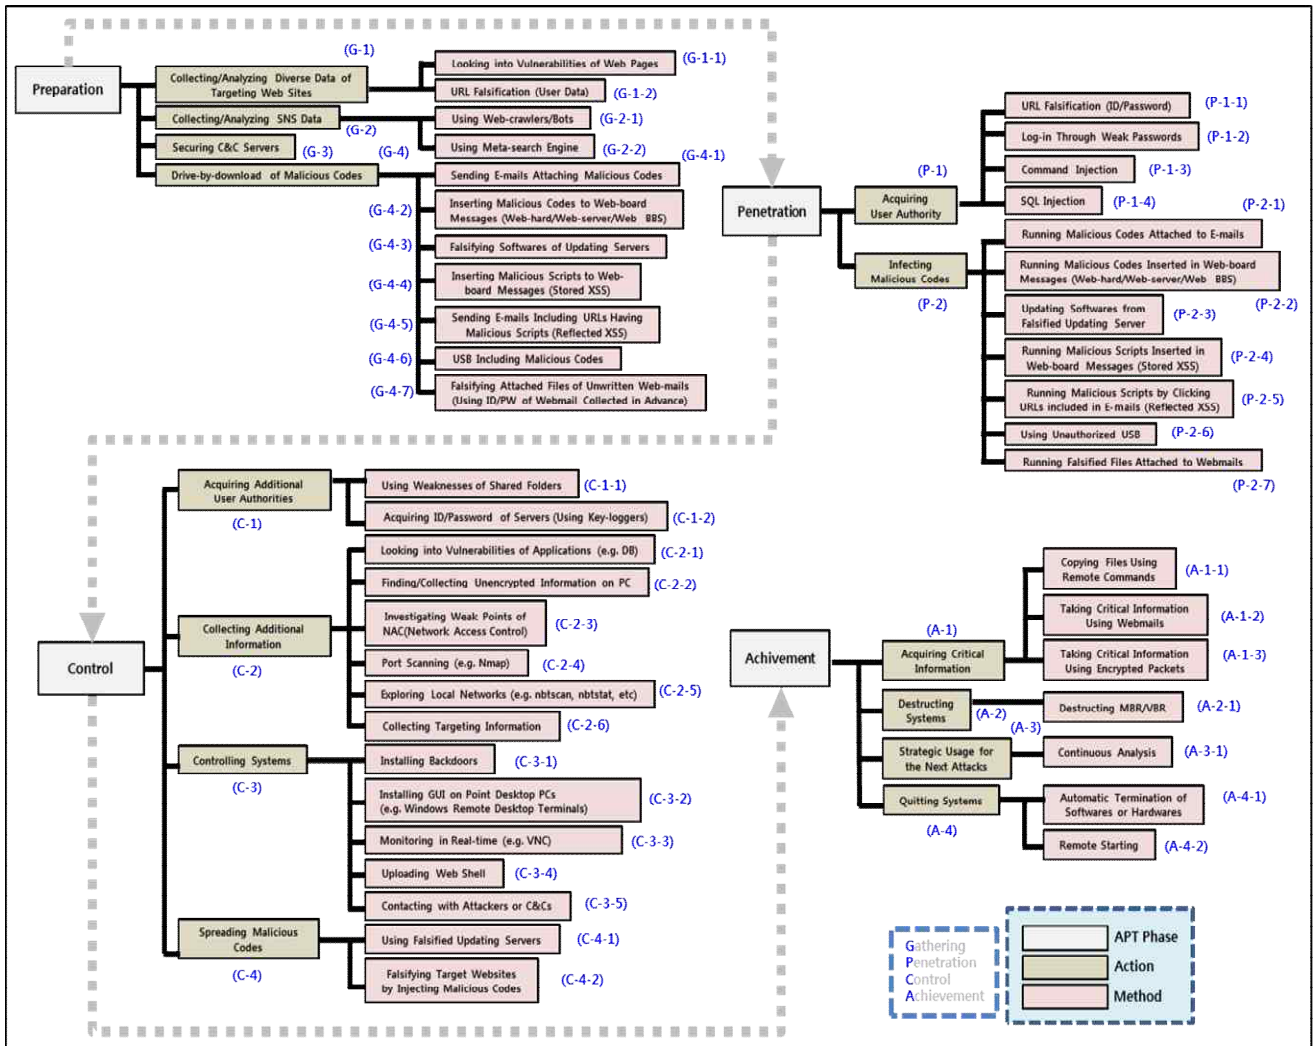 Preparation
(G-1)
Collecting/Analyzing Diverse Data of
Targeting Web Sites
Looking into Vulnerabilities of Web Pages
(G-1-1)
URL Falsification (User Data)
(G-1-2)
Collecting/Analyzing SNS Data
(G-2)
Using Web-crawlers/Bots
(G-2-1)
Using Meta-search Engine
(G-2-2)
Securing C&C Servers
(G-3)
Drive-by-download of Malicious Codes
(G-4)
Sending E-mails Attaching Malicious Codes
(G-4-1)
(G-4-2)
Inserting Malicious Codes to Web-board
Messages (Web-hard/Web-server/Web BBS)
(G-4-3)
Falsifying Softwares of Updating Servers
(G-4-4)
Inserting Malicious Scripts to Web-
board Messages (Stored XSS)
(G-4-5)
Sending E-mails Including URLs Having
Malicious Scripts (Reflected XSS)
(G-4-6)
USB Including Malicious Codes
(G-4-7)
Falsifying Attached Files of Unwritten Web-mails
(Using ID/PW of Webmail Collected in Advance)
Penetration
(P-1)
Acquiring
User Authority
URL Falsification (ID/Password)
(P-1-1)
Log-in Through Weak Passwords
(P-1-2)
Command Injection
(P-1-3)
SQL Injection
(P-1-4)
Infecting
Malicious Codes
(P-2)
(P-2-1)
Running Malicious Codes Attached to E-mails
Running Malicious Codes Inserted in Web-board
Messages (Web-hard/Web-server/Web BBS)
(P-2-2)
Updating Softwares from
Falsified Updating Server
(P-2-3)
Running Malicious Scripts Inserted in
Web-board Messages (Stored XSS)
(P-2-4)
Running Malicious Scripts by Clicking
URLs included in E-mails (Reflected XSS)
(P-2-5)
Using Unauthorized USB
(P-2-6)
Running Falsified Files Attached to Webmails
(P-2-7)
Control
Acquiring Additional
User Authorities
(C-1)
Using Weaknesses of Shared Folders
(C-1-1)
Acquiring ID/Password of Servers (Using Key-loggers)
(C-1-2)
Collecting Additional
Information
(C-2)
Looking into Vulnerabilities of Applications (e.g. DB)
(C-2-1)
Finding/Collecting Unencrypted Information on PC
(C-2-2)
Investigating Weak Points of
NAC(Network Access Control)
(C-2-3)
Port Scanning (e.g. Nmap)
(C-2-4)
Exploring Local Networks (e.g. nbtscan, nbtstat, etc)
(C-2-5)
Collecting Targeting Information
(C-2-6)
Controlling Systems
(C-3)
Installing Backdoors
(C-3-1)
Installing GUI on Point Desktop PCs
(e.g. Windows Remote Desktop Terminals)
(C-3-2)
Monitoring in Real-time (e.g. VNC)
(C-3-3)
Uploading Web Shell
(C-3-4)
Contacting with Attackers or C&Cs
(C-3-5)
Spreading Malicious
Codes
(C-4)
Using Falsified Updating Servers
(C-4-1)
Falsifying Target Websites
by Injecting Malicious Codes
(C-4-2)
Achivement
(A-1)
Acquiring Critical
Information
Copying Files Using
Remote Commands
(A-1-1)
Taking Critical Information
Using Webmails
(A-1-2)
Taking Critical Information
Using Encrypted Packets
(A-1-3)
Destructing
Systems
(A-2)
Destructing MBR/VBR
(A-2-1)
(A-3)
Strategic Usage for
the Next Attacks
Continuous Analysis
(A-3-1)
Quitting Systems
(A-4)
Automatic Termination of
Softwares or Hardwares
(A-4-1)
Remote Starting
(A-4-2)
Gathering
Penetration
Control
Achievement
APT Phase
Action
Method